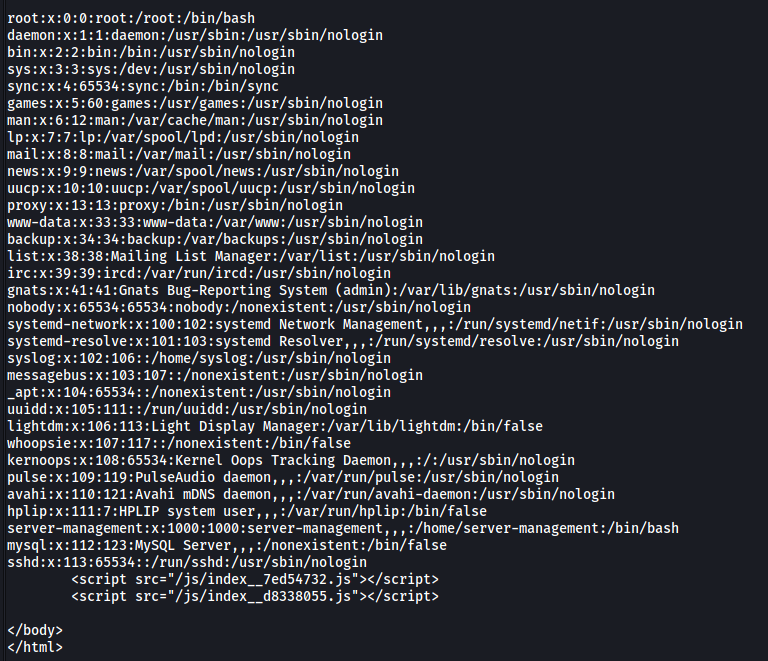 root:x:0:0:root:/root:/bin/bash
daemon:x:1:1:daemon:/usr/sbin:/usr/sbin/nologin
bin:x:2:2:bin:/bin:/usr/sbin/nologin
sys:x:3:3:sys:/dev:/usr/sbin/nologin
sync:x:4:65534:sync:/bin:/bin/sync
games:x:5:60:games:/usr/games:/usr/sbin/nologin
man:x:6:12:man:/var/cache/man:/usr/sbin/nologin
lp:x:7:7:lp:/var/spool/lpd:/usr/sbin/nologin
mail:x:8:8:mail:/var/mail:/usr/sbin/nologin
news:x:9:9:news:/var/spool/news:/usr/sbin/nologin
uucp:x:10:10:uucp:/var/spool/uucp:/usr/sbin/nologin
proxy:x:13:13:proxy:/bin:/usr/sbin/nologin
www-data:x:33:33:www-data:/var/www:/usr/sbin/nologin
backup:x:34:34:backup:/var/backups:/usr/sbin/nologin
list:x:38:38:Mailing List Manager:/var/list:/usr/sbin/nologin
irc:x:39:39:ircd:/var/run/ircd:/usr/sbin/nologin
gnats:x:41:41:Gnats Bug-Reporting System (admin):/var/lib/gnats:/usr/sbin/nologin
nobody:x:65534:65534:nobody:/nonexistent:/usr/sbin/nologin
systemd-network:x:100:102:systemd Network Management,,,:/run/systemd/netif:/usr/sbin/nologin
systemd-resolve:x:101:103:systemd Resolver,,,:/run/systemd/resolve:/usr/sbin/nologin
syslog:x:102:106::/home/syslog:/usr/sbin/nologin
messagebus:x:103:107::/nonexistent:/usr/sbin/nologin
_apt:x:104:65534::/nonexistent:/usr/sbin/nologin
uuidd:x:105:111::/run/uuidd:/usr/sbin/nologin
lightdm:x:106:113:Light Display Manager:/var/lib/lightdm:/bin/false
whoopsie:x:107:117::/nonexistent:/bin/false
kernoops:x:108:65534:Kernel Oops Tracking Daemon,,,:/:/usr/sbin/nologin
pulse:x:109:119:PulseAudio daemon,,,:/var/run/pulse:/usr/sbin/nologin
avahi:x:110:121:Avahi mDNS daemon,,,:/var/run/avahi-daemon:/usr/sbin/nologin
hplip:x:111:7:HPLIP system user,,,:/var/run/hplip:/bin/false
server-management:x:1000:1000:server-management,,,:/home/server-management:/bin/bash
mysql:x:112:123:MySQL Server,,,:/nonexistent:/bin/false
sshd:x:113:65534::/run/sshd:/usr/sbin/nologin
<script src="/js/index__7ed54732.js"></script>
<script src="/js/index__d8338055.js"></script>
</body>
</html>